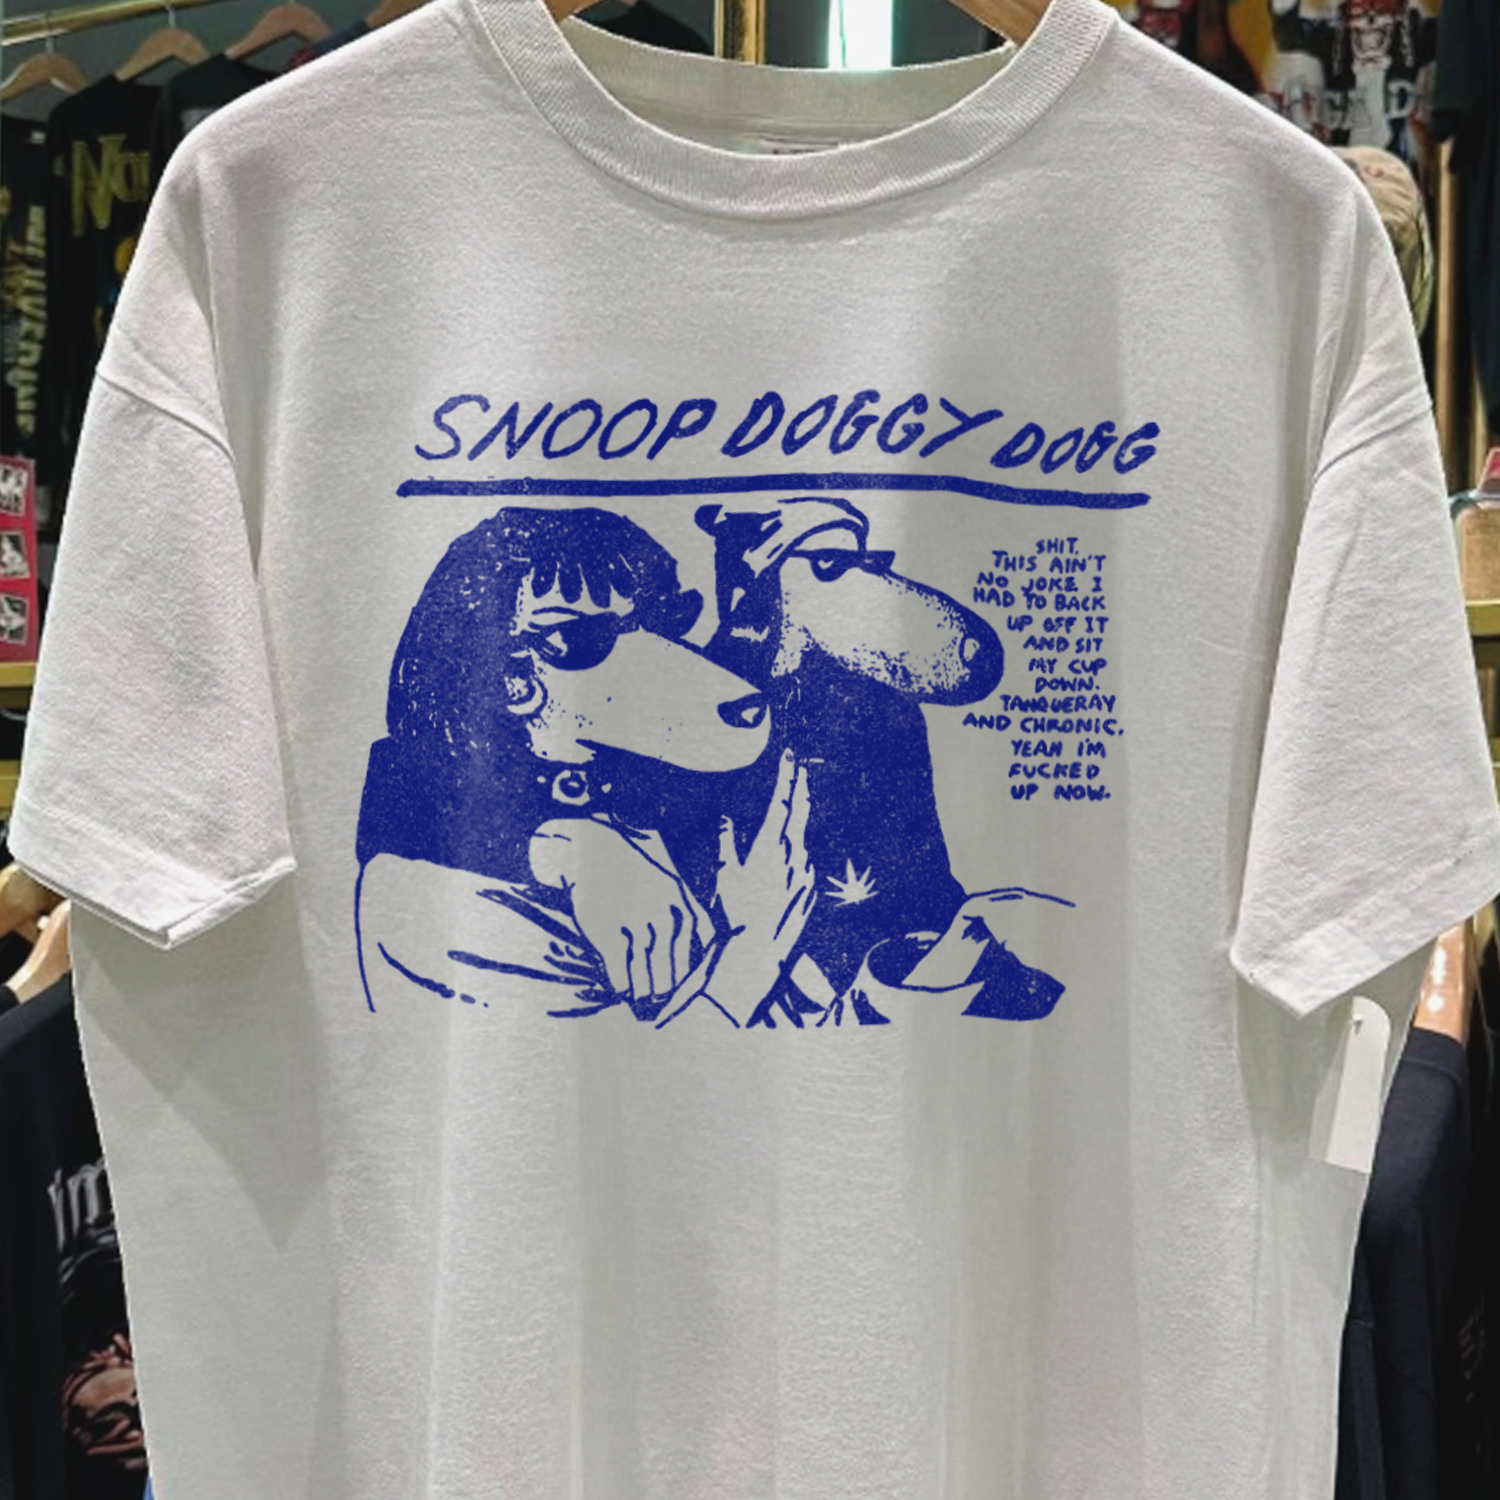 SNOOP DOGGY DOGG
SHIT,
THIS AIN'T
NO JOKE I
HAD TO BACK
UP OFF IT
AND SIT
MY CUP
DOWN.
TANQUERAY
AND CHRONIC.
YEAH I'M
FUCKED
UP NOW.